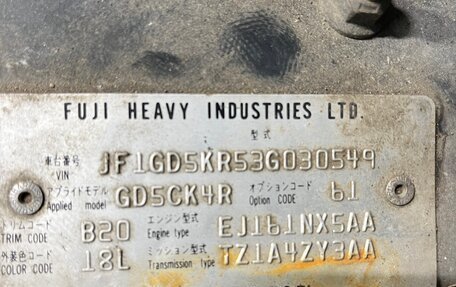 FUJI HEAVY INDUSTRIES LTD.
型式
車台番号 VIN JF1GD5KR53G030549
アプライドモデル Applied model GD5CK4R オプションコード Option CODE 61
トリムコード TRIM CODE B20 エンジン型式 Engine type EJ161NX5AA
外装色コード COLOR CODE 18L ミッション型式 Transmission type TZ1A4ZY3AA